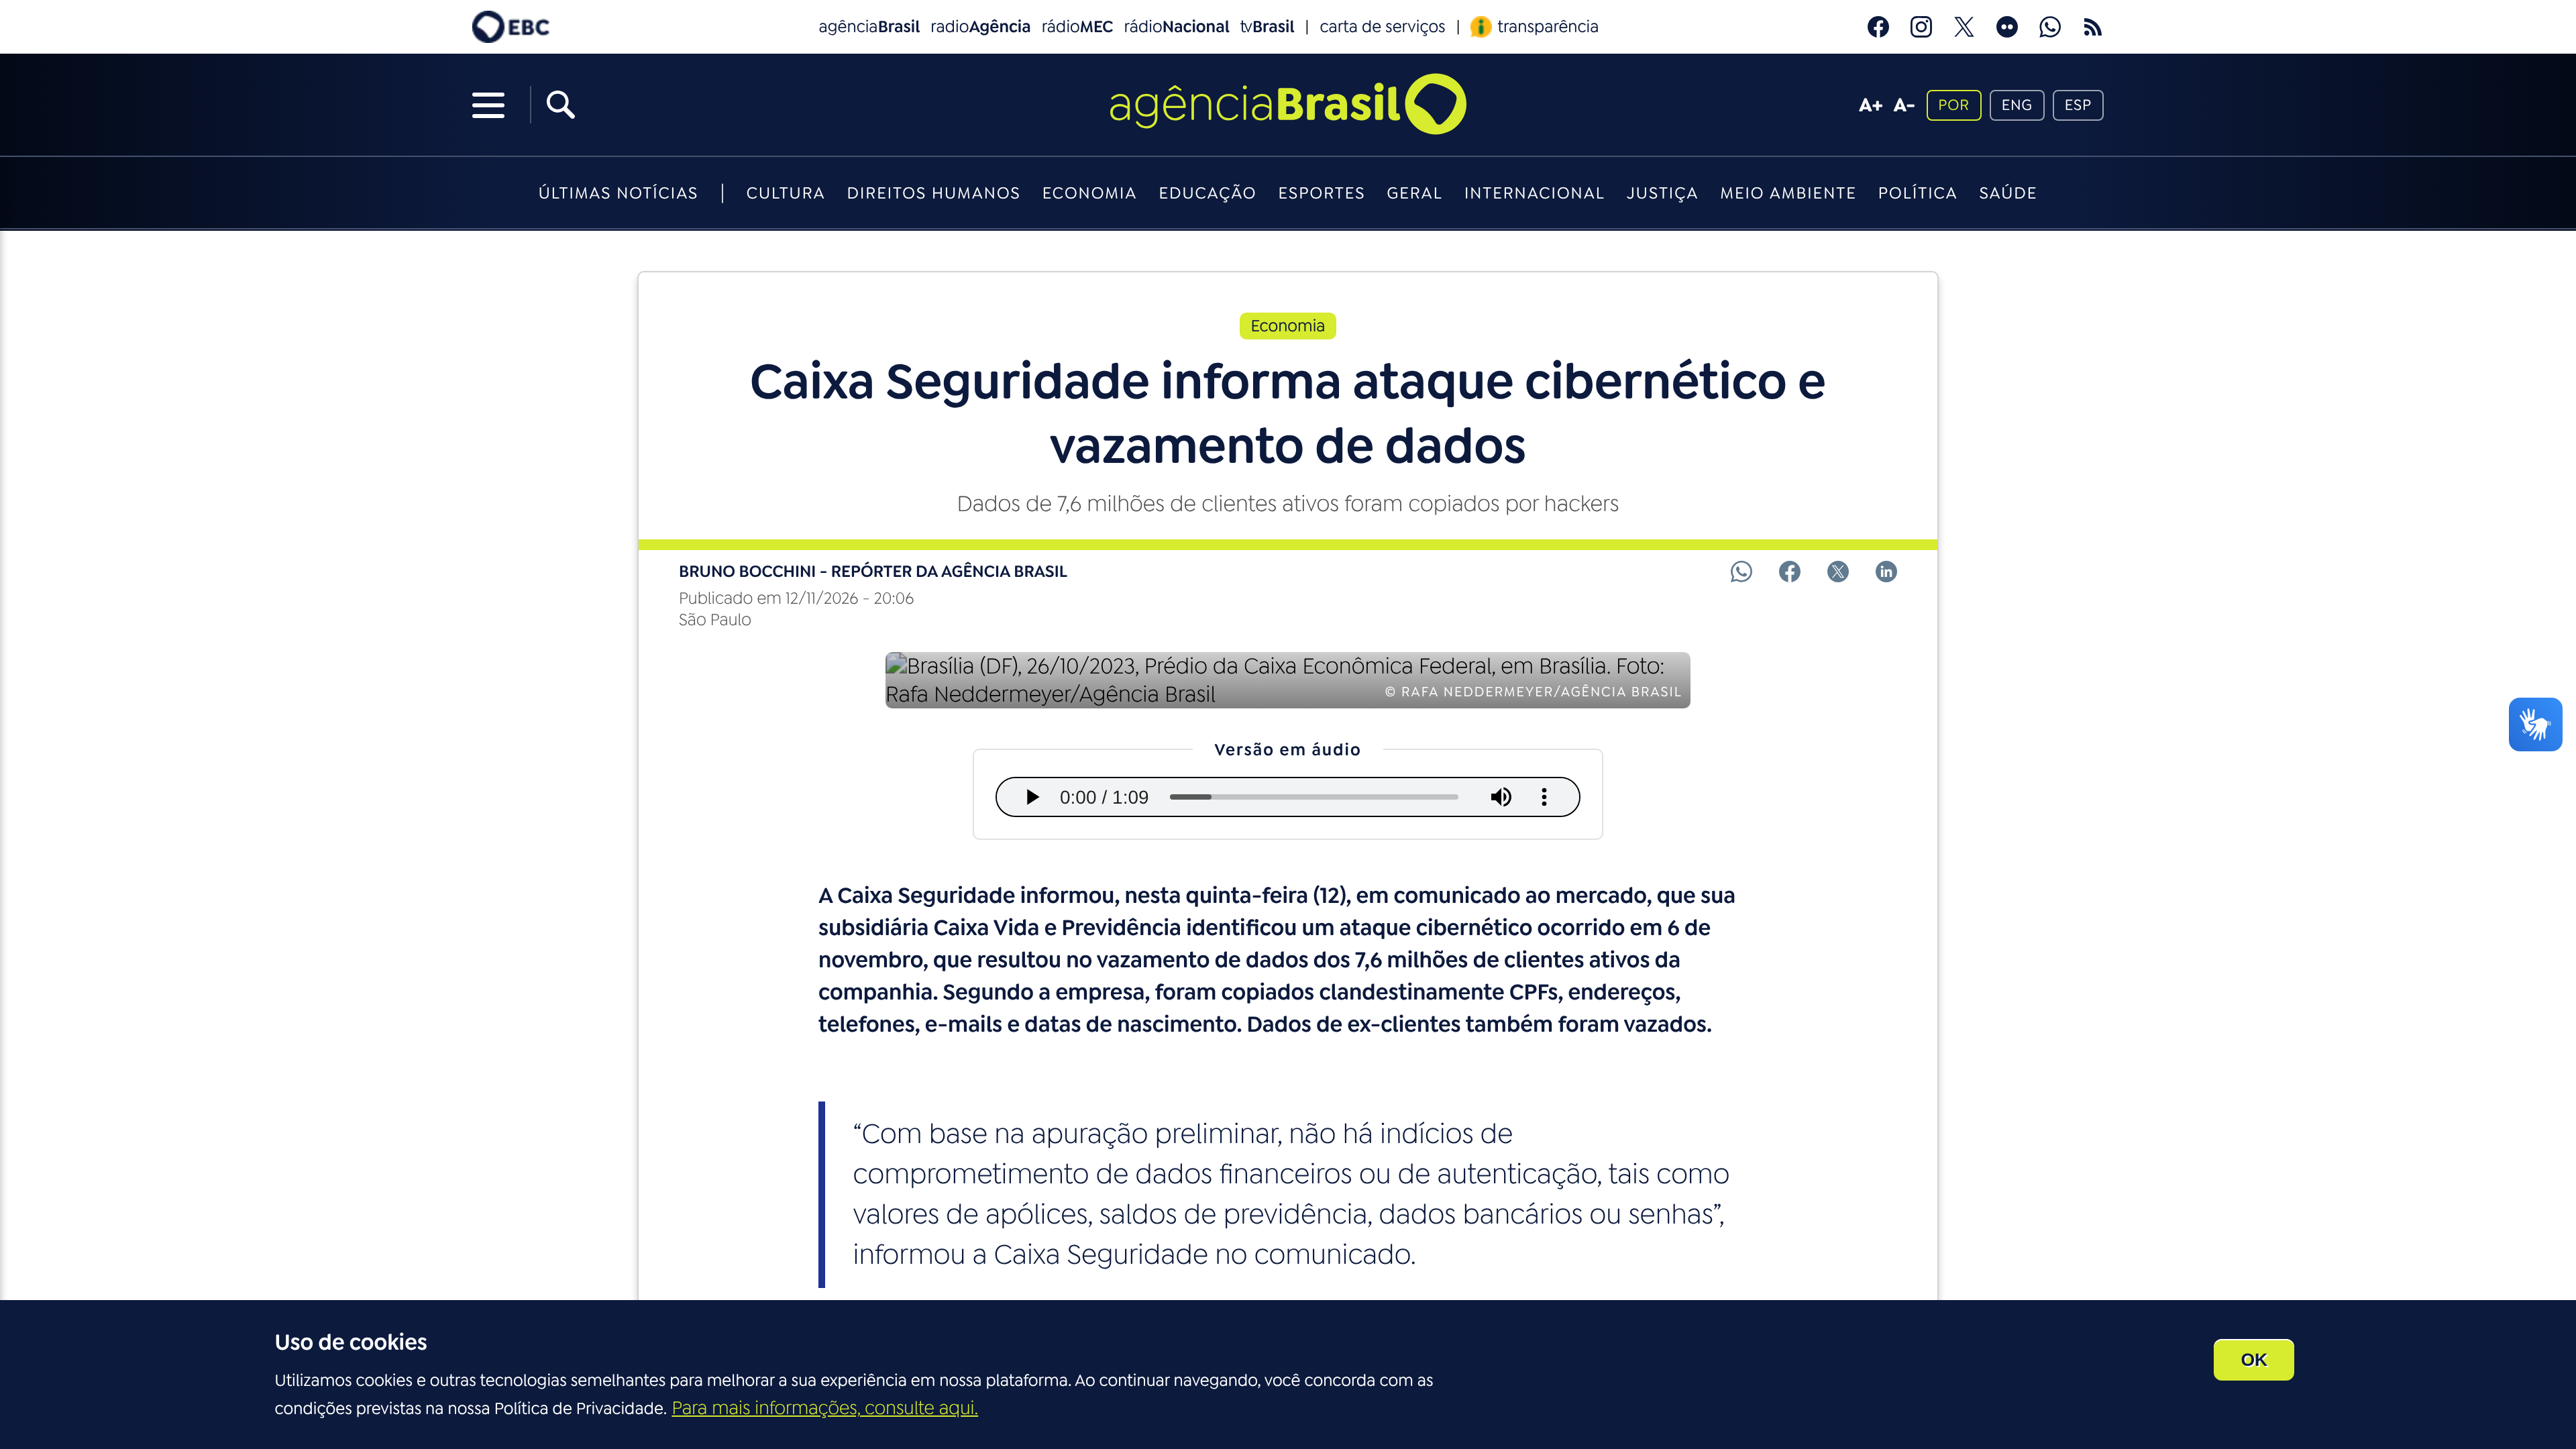 EBC
agênciaBrasil radioAgência rádioMEC rádioNacional tvBrasil | carta de serviços | transparência
agênciaBrasil
A+ A- POR ENG ESP
ÚLTIMAS NOTÍCIAS | CULTURA DIREITOS HUMANOS ECONOMIA EDUCAÇÃO ESPORTES GERAL INTERNACIONAL JUSTIÇA MEIO AMBIENTE POLÍTICA SAÚDE
Economia
Caixa Seguridade informa ataque cibernético e
vazamento de dados
Dados de 7,6 milhões de clientes ativos foram copiados por hackers
BRUNO BOCCHINI - REPÓRTER DA AGÊNCIA BRASIL
Publicado em 12/11/2026 - 20:06
São Paulo
Brasília (DF), 26/10/2023, Prédio da Caixa Econômica Federal, em Brasília. Foto:
Rafa Neddermeyer/Agência Brasil
© RAFA NEDDERMEYER/AGÊNCIA BRASIL
Versão em áudio
0:00 / 1:09
A Caixa Seguridade informou, nesta quinta-feira (12), em comunicado ao mercado, que sua
subsidiária Caixa Vida e Previdência identificou um ataque cibernético ocorrido em 6 de
novembro, que resultou no vazamento de dados dos 7,6 milhões de clientes ativos da
companhia. Segundo a empresa, foram copiados clandestinamente CPFs, endereços,
telefones, e-mails e datas de nascimento. Dados de ex-clientes também foram vazados.
“Com base na apuração preliminar, não há indícios de
comprometimento de dados financeiros ou de autenticação, tais como
valores de apólices, saldos de previdência, dados bancários ou senhas”,
informou a Caixa Seguridade no comunicado.
Uso de cookies
Utilizamos cookies e outras tecnologias semelhantes para melhorar a sua experiência em nossa plataforma. Ao continuar navegando, você concorda com as
condições previstas na nossa Política de Privacidade. Para mais informações, consulte aqui.
OK